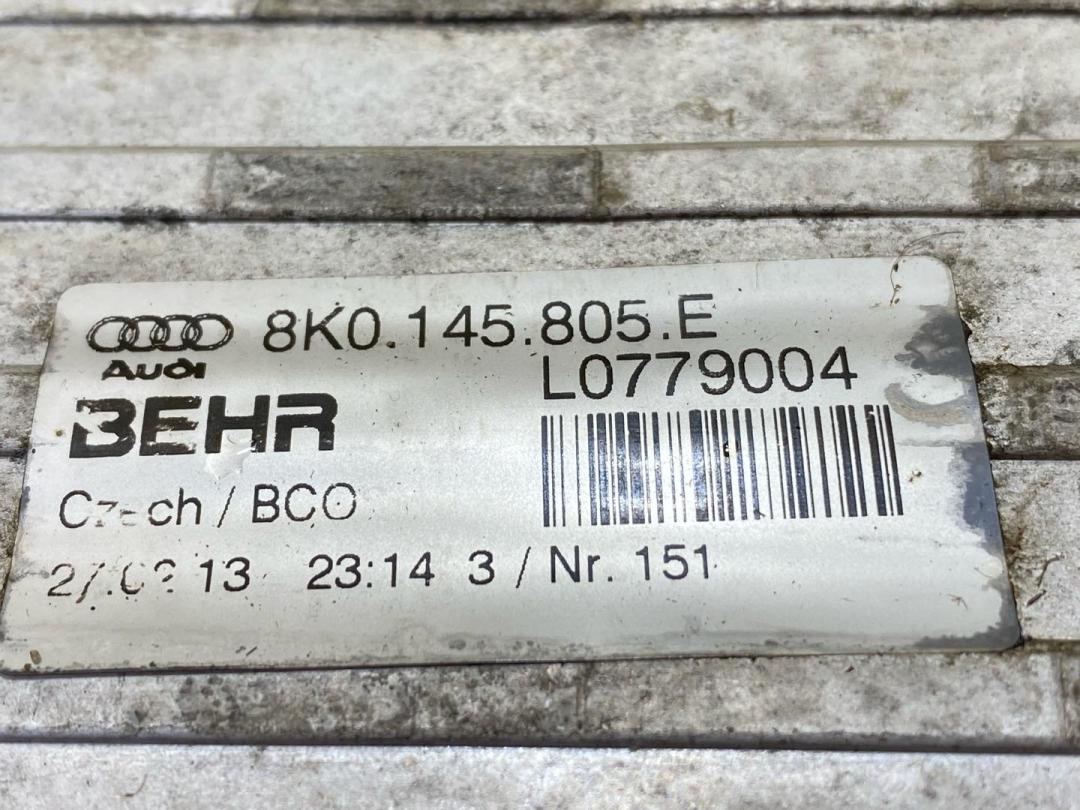 8K0.145.805.E
Audi
L0779004
BEHR
Czech / BCO
13 23:14 3 / Nr. 151